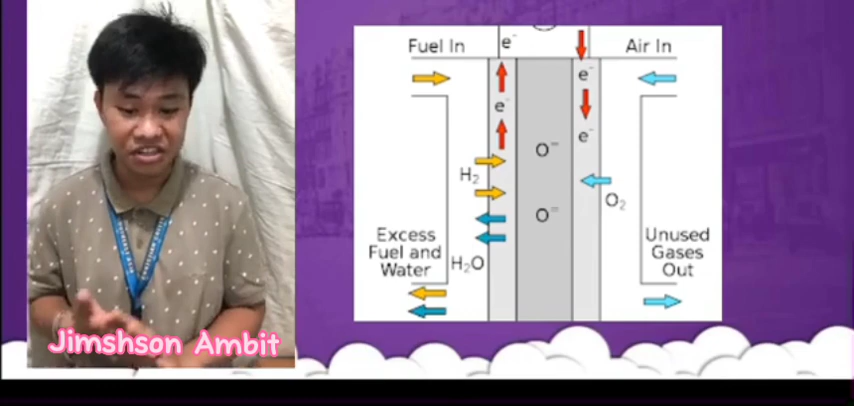 Fuel In
e⁻
Air In
e⁻
e⁻
e⁻
O⁼
H₂
O₂
O⁼
Excess
Fuel and
Water
H₂O
Unused
Gases
Out
Jimshson Ambit